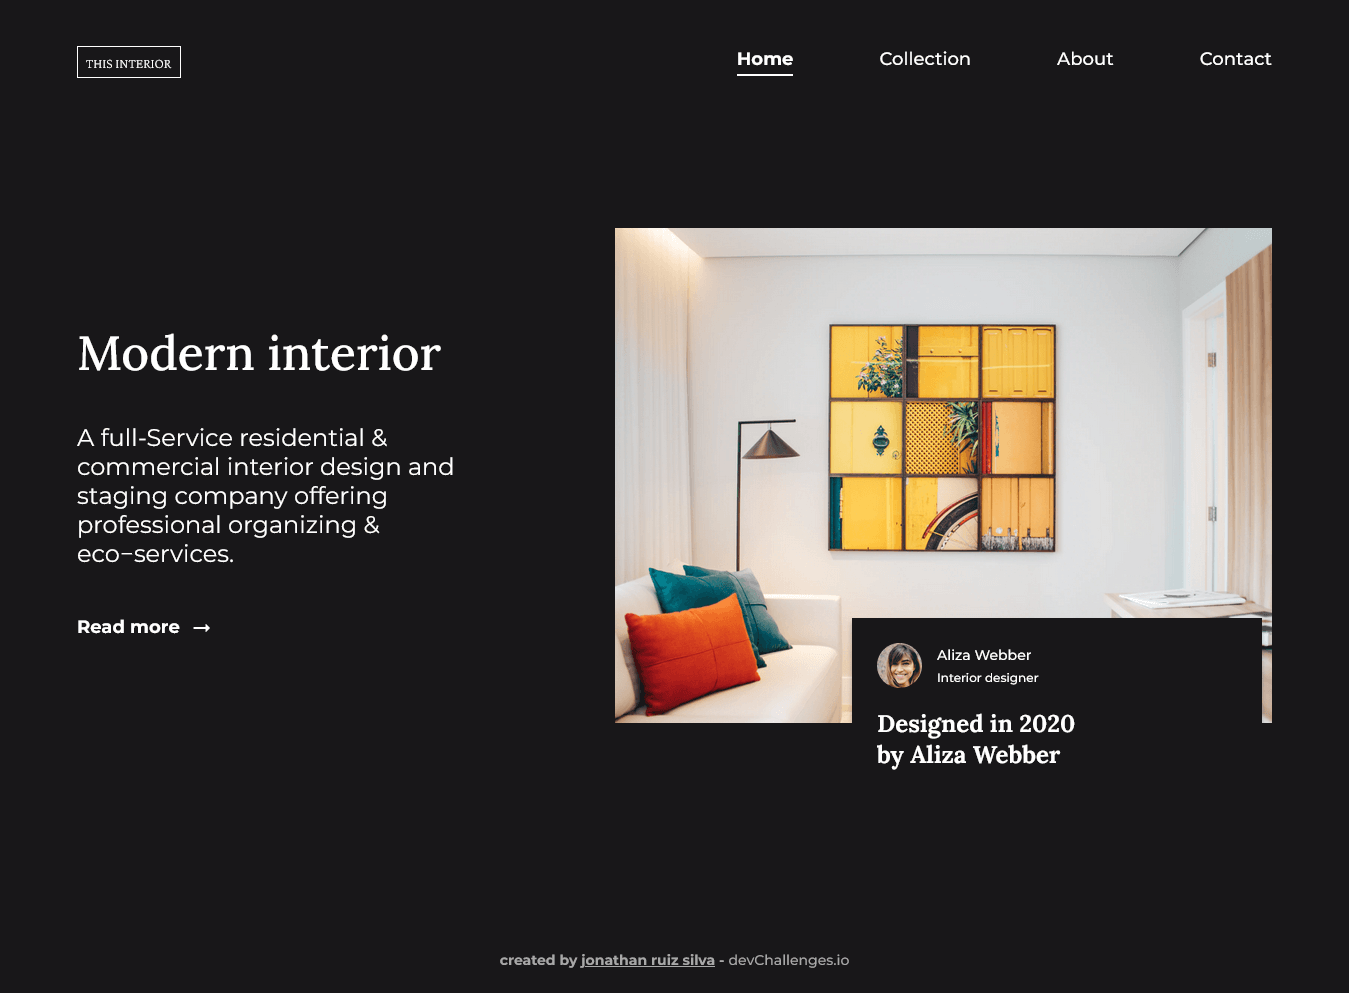 THIS INTERIOR
Home Collection About Contact
Modern interior
A full-Service residential &
commercial interior design and
staging company offering
professional organizing &
eco–services.
Read more →
Aliza Webber
Interior designer
Designed in 2020
by Aliza Webber
created by jonathan ruiz silva - devChallenges.io